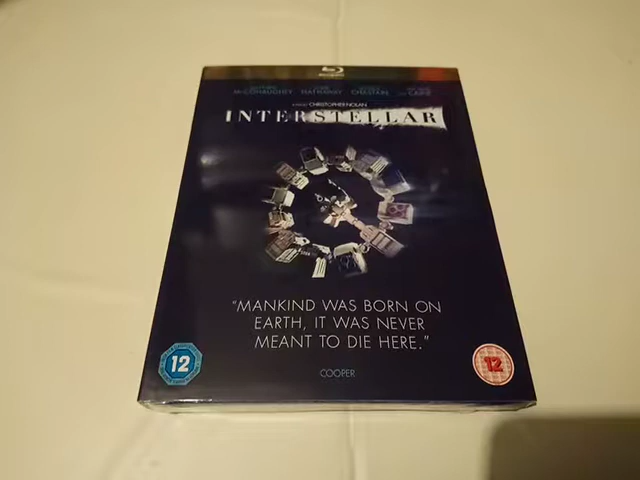 McCONAUGHEY HATHAWAY CHASTAIN CAINE
CHRISTOPHER NOLAN
INTERSTELLAR
"MANKIND WAS BORN ON
EARTH, IT WAS NEVER
MEANT TO DIE HERE."
COOPER
12
12